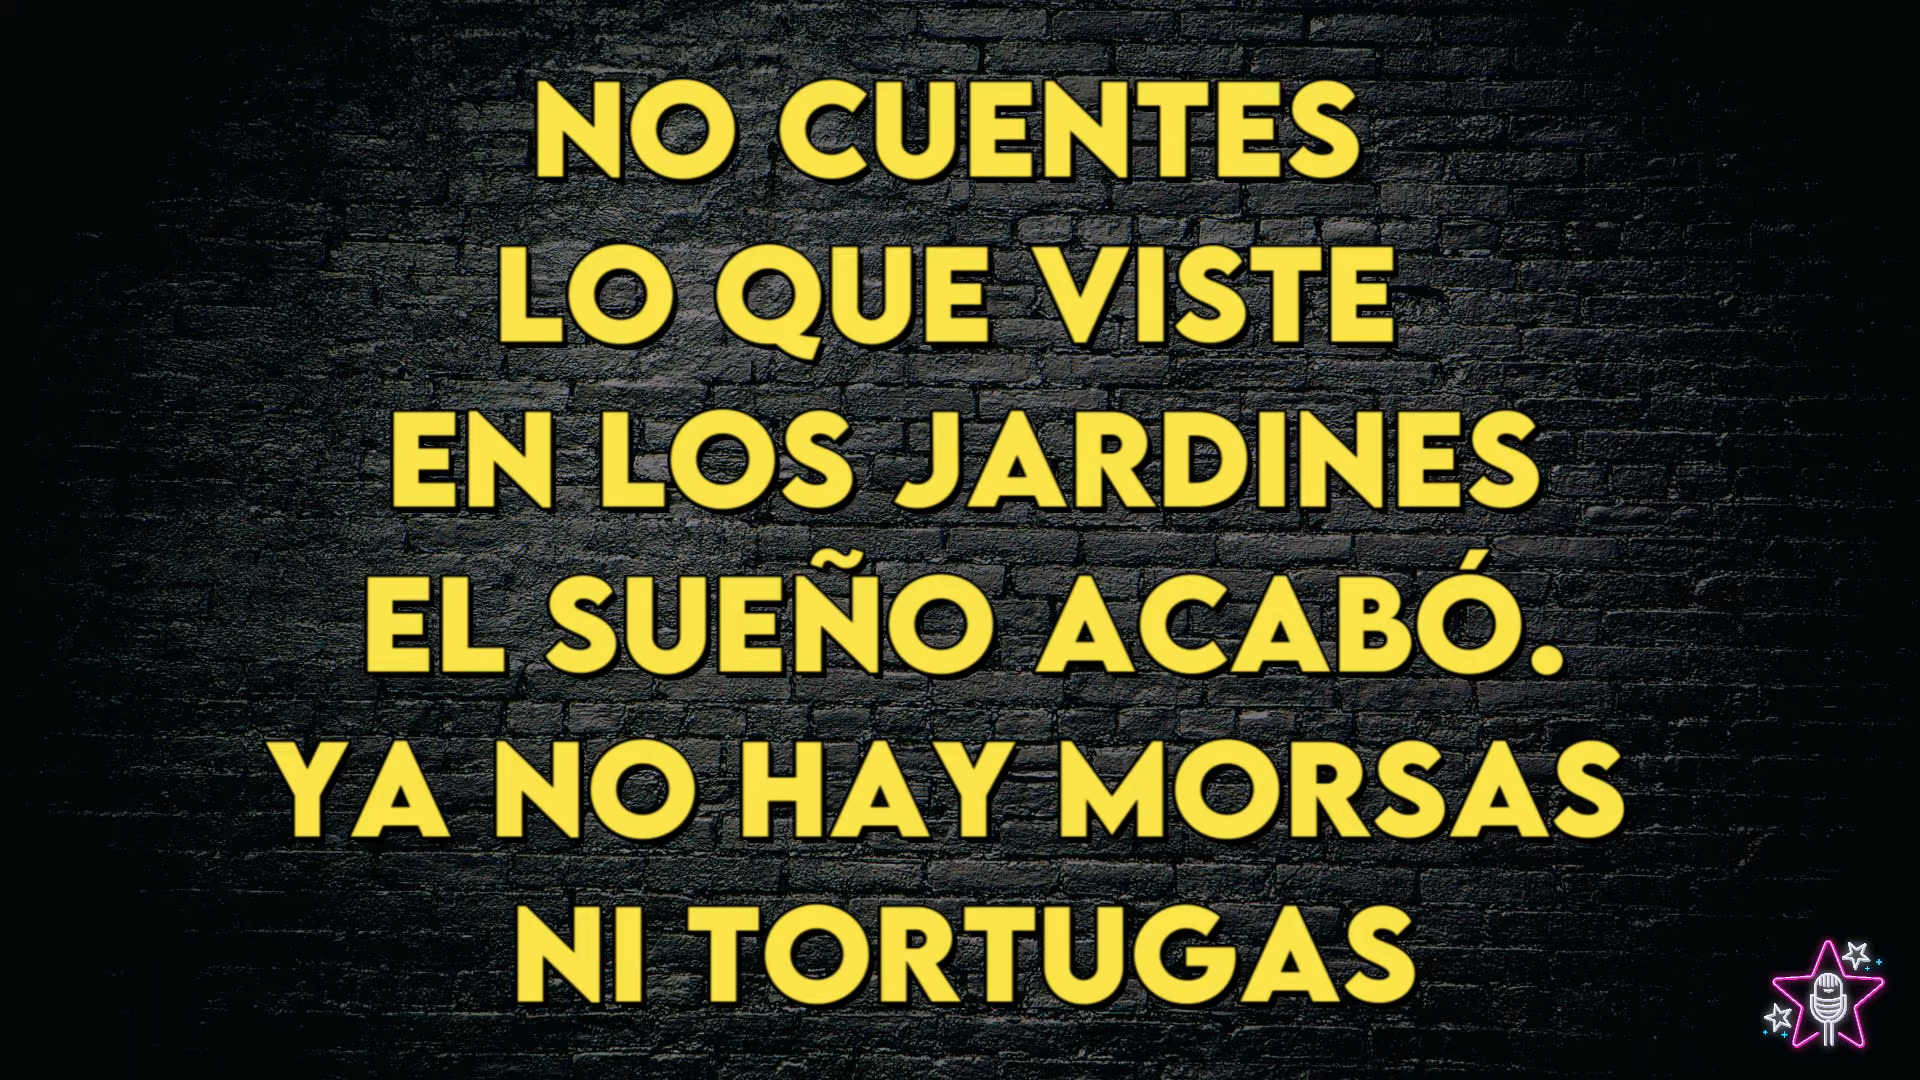 NO CUENTES
LO QUE VISTE
EN LOS JARDINES
EL SUEÑO ACABÓ.
YA NO HAY MORSAS
NI TORTUGAS